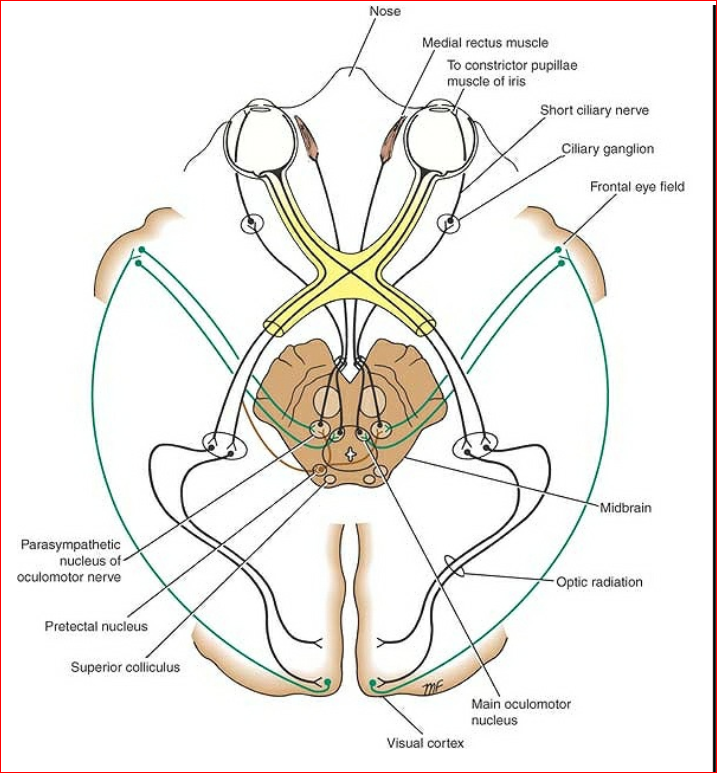 Nose
Medial rectus muscle
To constrictor pupillae
muscle of iris
Short ciliary nerve
Ciliary ganglion
Frontal eye field
Midbrain
Parasympathetic
nucleus of
oculomotor nerve
Optic radiation
Pretectal nucleus
Superior colliculus
Main oculomotor
nucleus
MF
Visual cortex